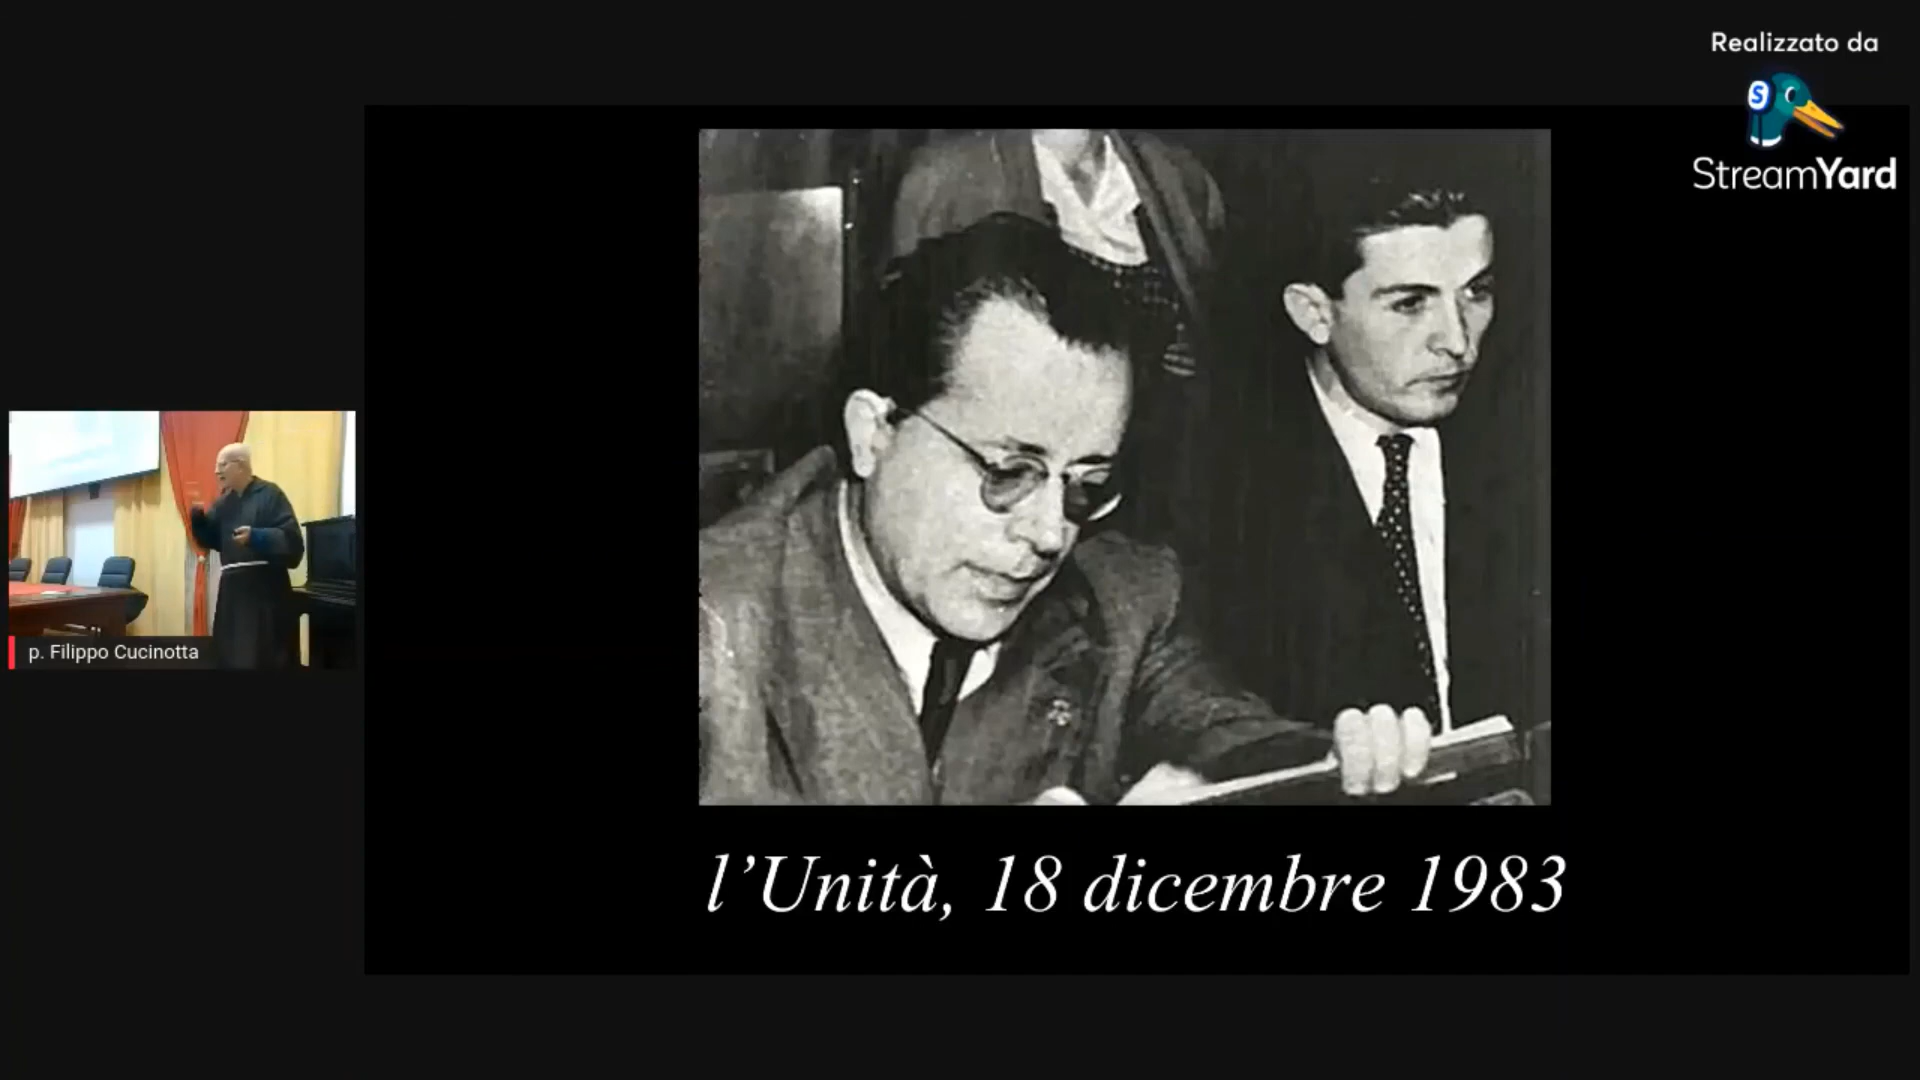 Realizzato da
StreamYard
p. Filippo Cucinotta
l’Unità, 18 dicembre 1983